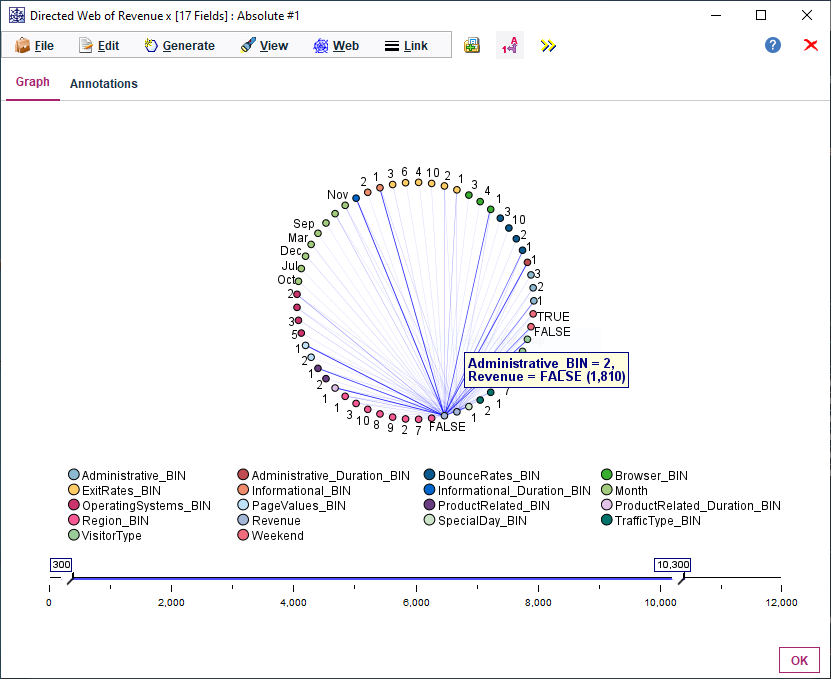 Directed Web of Revenue x [17 Fields] : Absolute #1
File Edit Generate View Web Link
Graph Annotations
Nov 2 1 3 6 4 10 2 1 3 4 1 3 10 2 1 1 3 2 1
Sep
Mar
Dec
Jul
Oct
2
3
5
1
2
1
2
1
TRUE
FALSE
Administrative_BIN = 2,
Revenue = FALSE (1,810)
1 3 10 8 9 2 7 FALSE 1 2 1
Administrative_BIN Administrative_Duration_BIN BounceRates_BIN Browser_BIN
ExitRates_BIN Informational_BIN Informational_Duration_BIN Month
OperatingSystems_BIN PageValues_BIN ProductRelated_BIN ProductRelated_Duration_BIN
Region_BIN Revenue SpecialDay_BIN TrafficType_BIN
VisitorType Weekend
300 10,300
0 2,000 4,000 6,000 8,000 10,000 12,000
OK